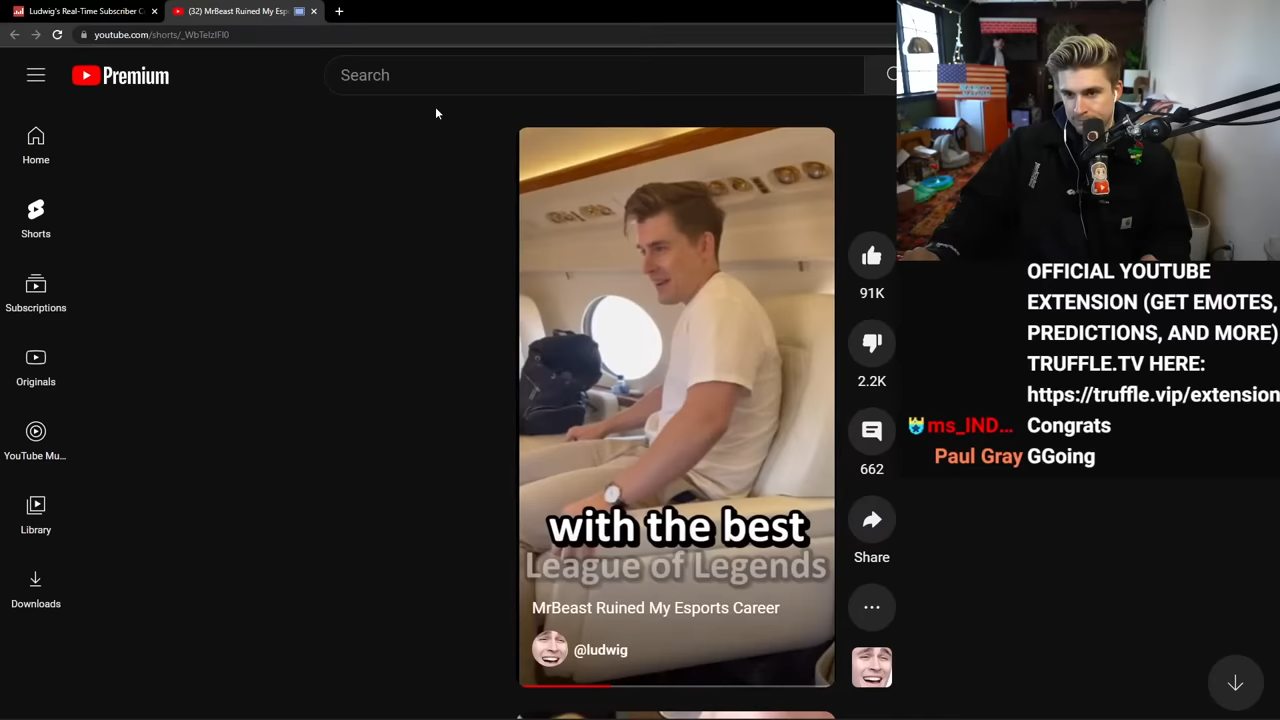 Ludwig's Real-Time Subscriber C
(32) MrBeast Ruined My Esp
youtube.com/shorts/_WbTelzIFI0
Premium
Search
Home
Shorts
Subscriptions
Originals
YouTube Mu...
Library
Downloads
with the best
League of Legends
MrBeast Ruined My Esports Career
@ludwig
91K
2.2K
662
Share
OFFICIAL YOUTUBE
EXTENSION (GET EMOTES,
PREDICTIONS, AND MORE)
TRUFFLE.TV HERE:
https://truffle.vip/extension
ms_IND... Congrats
Paul Gray GGoing